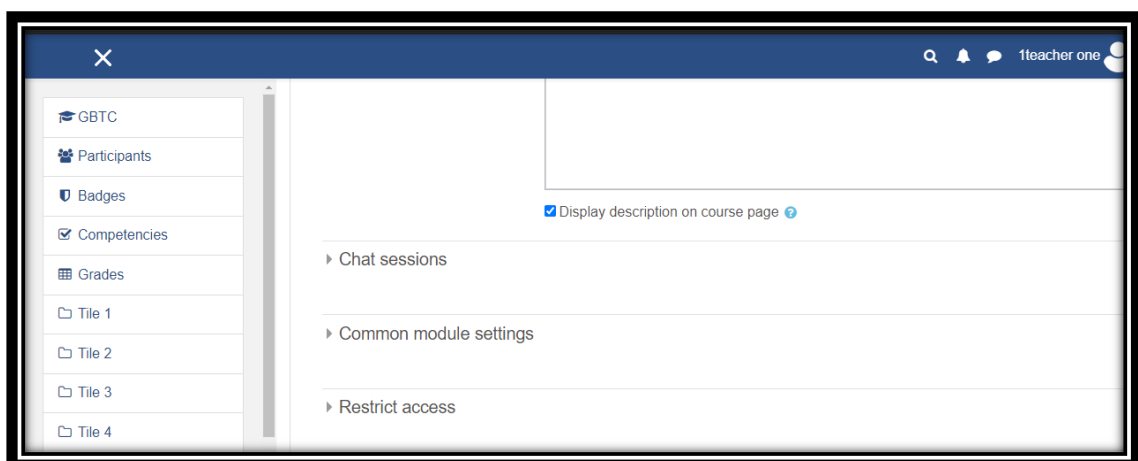 1teacher one
GBTC
Participants
Badges
Competencies
Grades
Tile 1
Tile 2
Tile 3
Tile 4
Display description on course page
Chat sessions
Common module settings
Restrict access